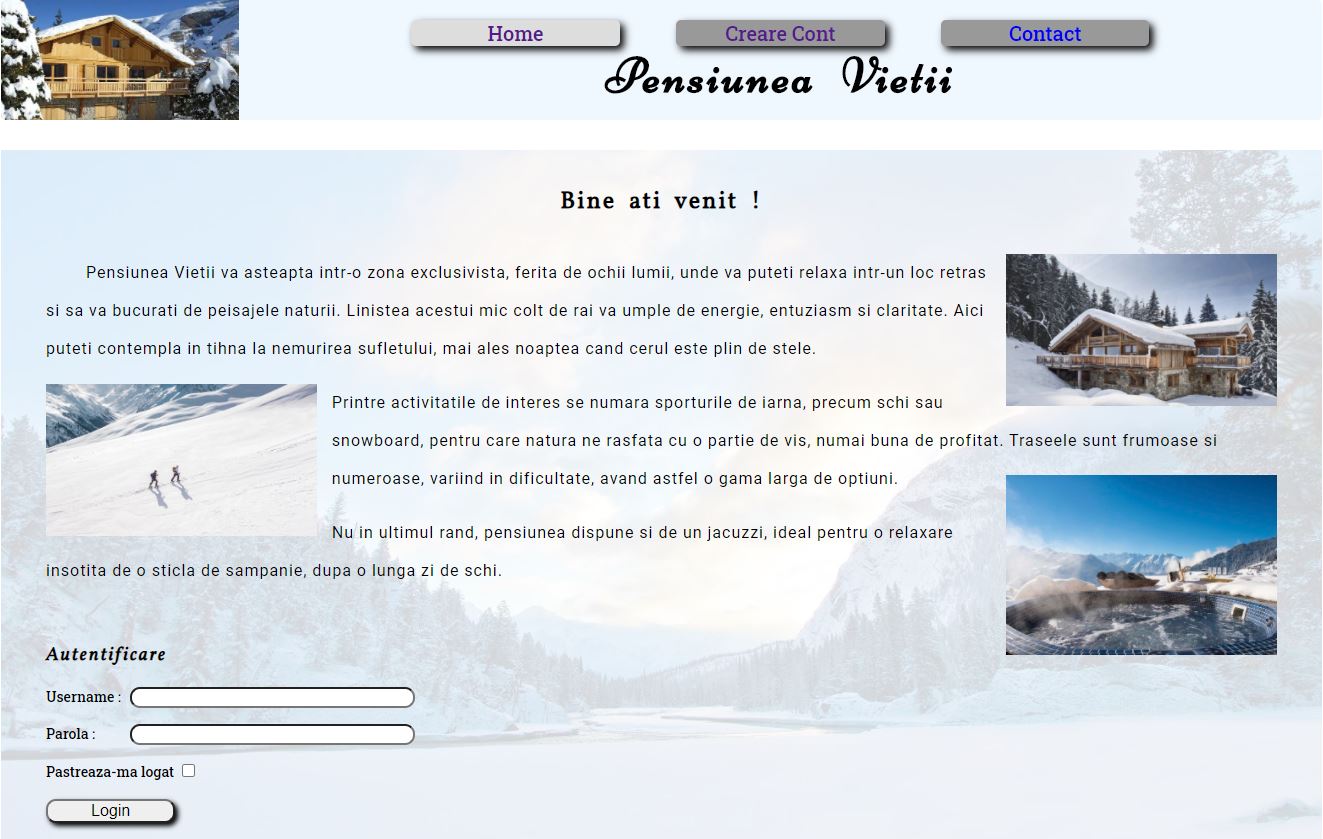 Home
Creare Cont
Contact
Pensiunea Vietii
Bine ati venit !
Pensiunea Vietii va asteapta intr-o zona exclusivista, ferita de ochii lumii, unde va puteti relaxa intr-un loc retras
si sa va bucurati de peisajele naturii. Linistea acestui mic colt de rai va umple de energie, entuziasm si claritate. Aici
puteti contempla in tihna la nemurirea sufletului, mai ales noaptea cand cerul este plin de stele.
Printre activitatile de interes se numara sporturile de iarna, precum schi sau
snowboard, pentru care natura ne rasfata cu o partie de vis, numai buna de profitat. Traseele sunt frumoase si
numeroase, variind in dificultate, avand astfel o gama larga de optiuni.
Nu in ultimul rand, pensiunea dispune si de un jacuzzi, ideal pentru o relaxare
insotita de o sticla de sampanie, dupa o lunga zi de schi.
Autentificare
Username :
Parola :
Pastreaza-ma logat
Login